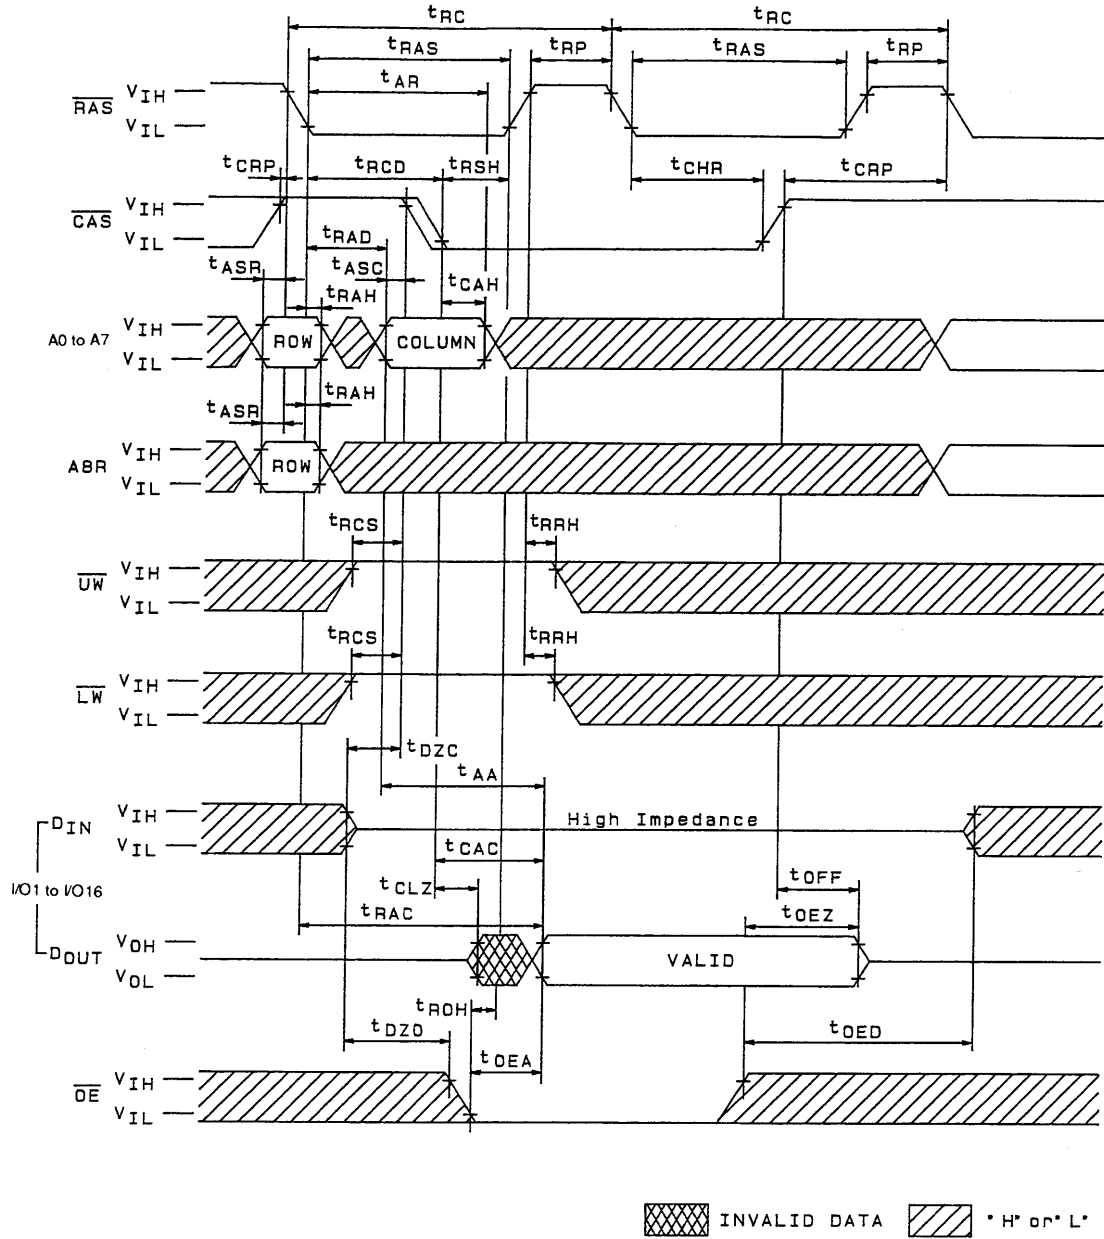 tRC tRC
tRAS tRP tRAS tRP
tAR
RAS VIH
VIL
tCRP tRCD tRSH tCHR tCRP
CAS VIH
VIL
tRAD
tASR tASC
tRAH tCAH
A0 to A7 VIH
ROW COLUMN
VIL
tRAH
tASR
A8R VIH
ROW
VIL
tRCS tRRH
UW VIH
VIL
tRCS tRRH
LW VIH
VIL
tDZC
tAA
VIH
DIN High Impedance
VIL
tCAC
I/O1 to I/O16 tCLZ tOFF
tRAC tOEZ
VOH
DOUT VALID
VOL
tROH
tDZO tOED
tOEA
OE VIH
VIL
INVALID DATA "H" or "L"